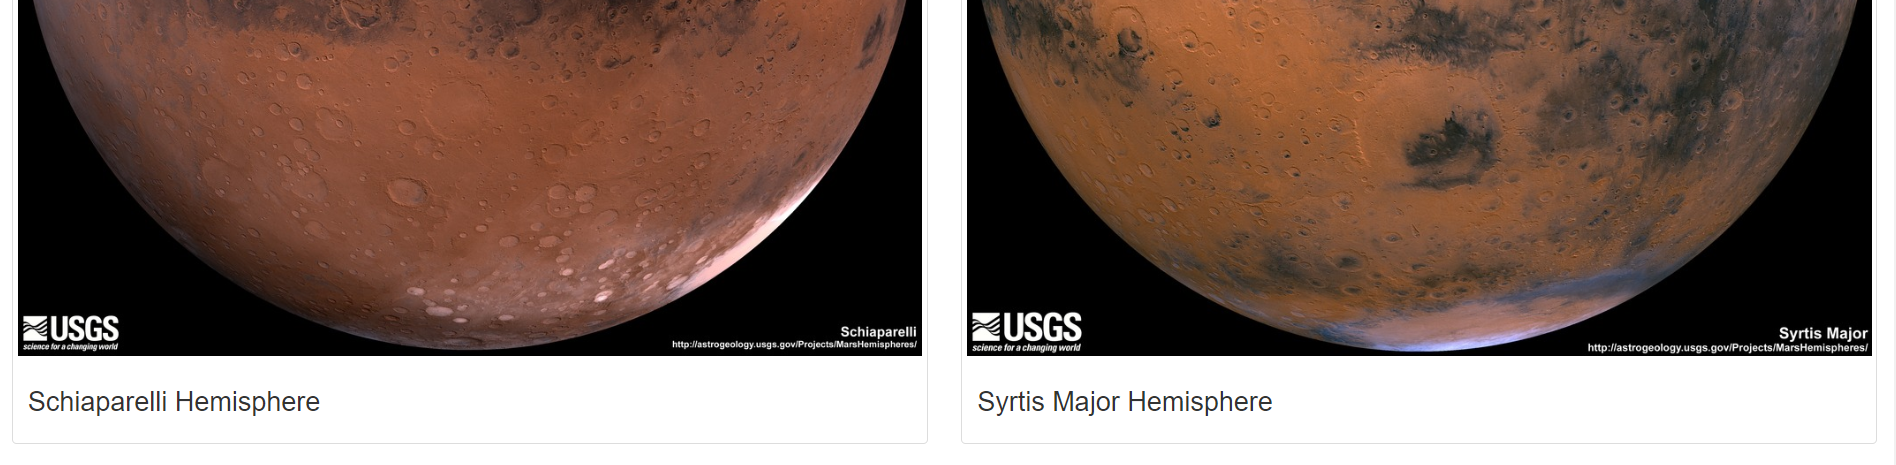 USGS
science for a changing world
Schiaparelli
http://astrogeology.usgs.gov/Projects/MarsHemispheres/
Schiaparelli Hemisphere
USGS
science for a changing world
Syrtis Major
http://astrogeology.usgs.gov/Projects/MarsHemispheres/
Syrtis Major Hemisphere